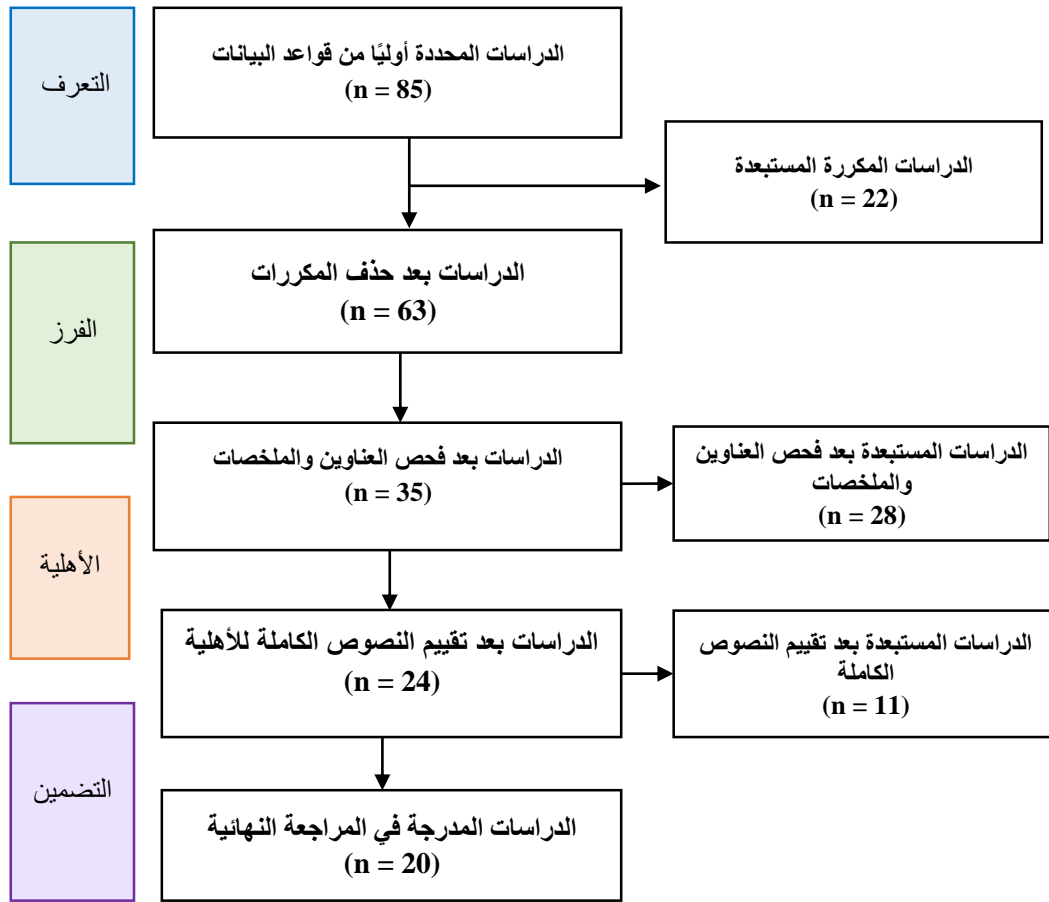 التعرف
الدراسات المحددة أوليًا من قواعد البيانات
(n = 85)
الدراسات المكررة المستبعدة
(n = 22)
الفرز
الدراسات بعد حذف المكررات
(n = 63)
الدراسات بعد فحص العناوين والملخصات
(n = 35)
الدراسات المستبعدة بعد فحص العناوين
والملخصات
(n = 28)
الأهلية
الدراسات بعد تقييم النصوص الكاملة للأهلية
(n = 24)
الدراسات المستبعدة بعد تقييم النصوص
الكاملة
(n = 11)
التضمين
الدراسات المدرجة في المراجعة النهائية
(n = 20)